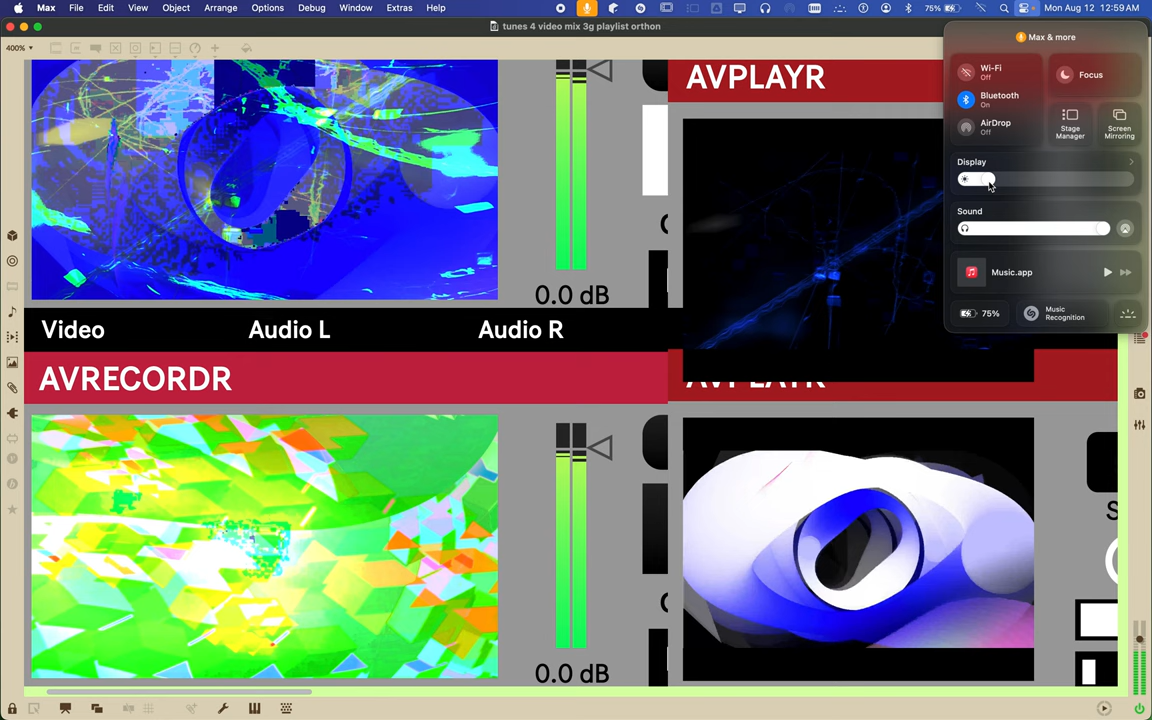 Max File Edit View Object Arrange Options Debug Window Extras Help 75% Mon Aug 12 12:59 AM
tunes 4 video mix 3g playlist orthon
400%
Max & more
Wi-Fi
Off
Bluetooth
On
AirDrop
Off
Focus
Stage
Manager
Screen
Mirroring
Display
Sound
Music.app
75%
Music
Recognition
AVPLAYR
0.0 dB
Video Audio L Audio R
AVRECORDR
AVPLAYR
0.0 dB